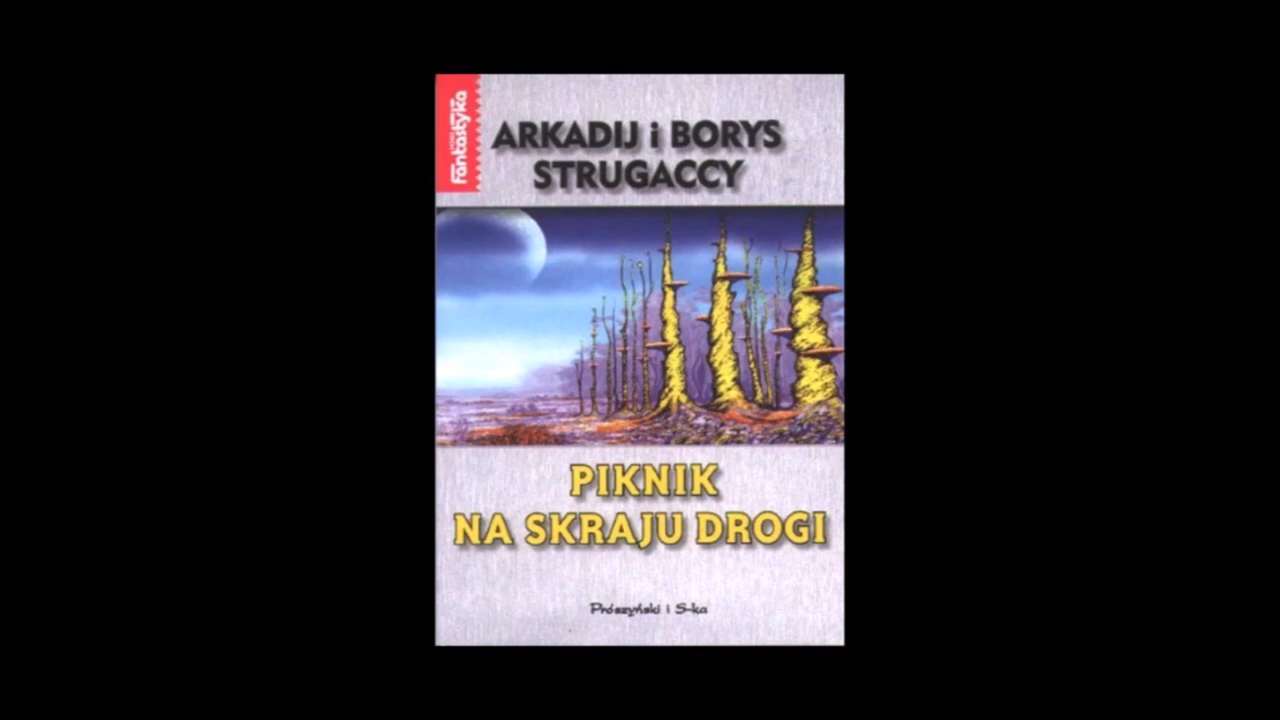 Fantastyka
ARKADIJ i BORYS
STRUGACCY
PIKNIK
NA SKRAJU DROGI
Prószyński i S-ka